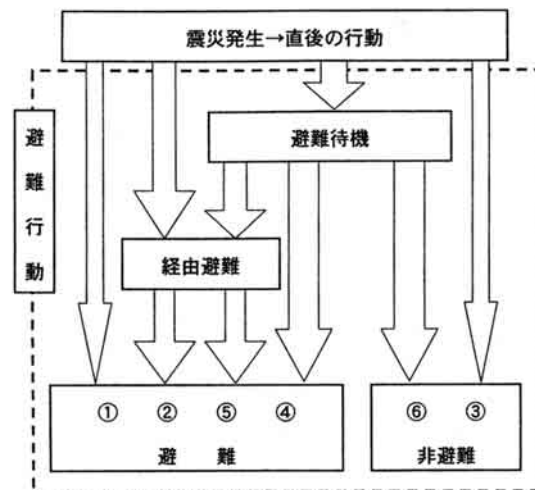 震災発生→直後の行動
避難行動
避難待機
経由避難
① ② ⑤ ④
避 難
⑥ ③
非避難